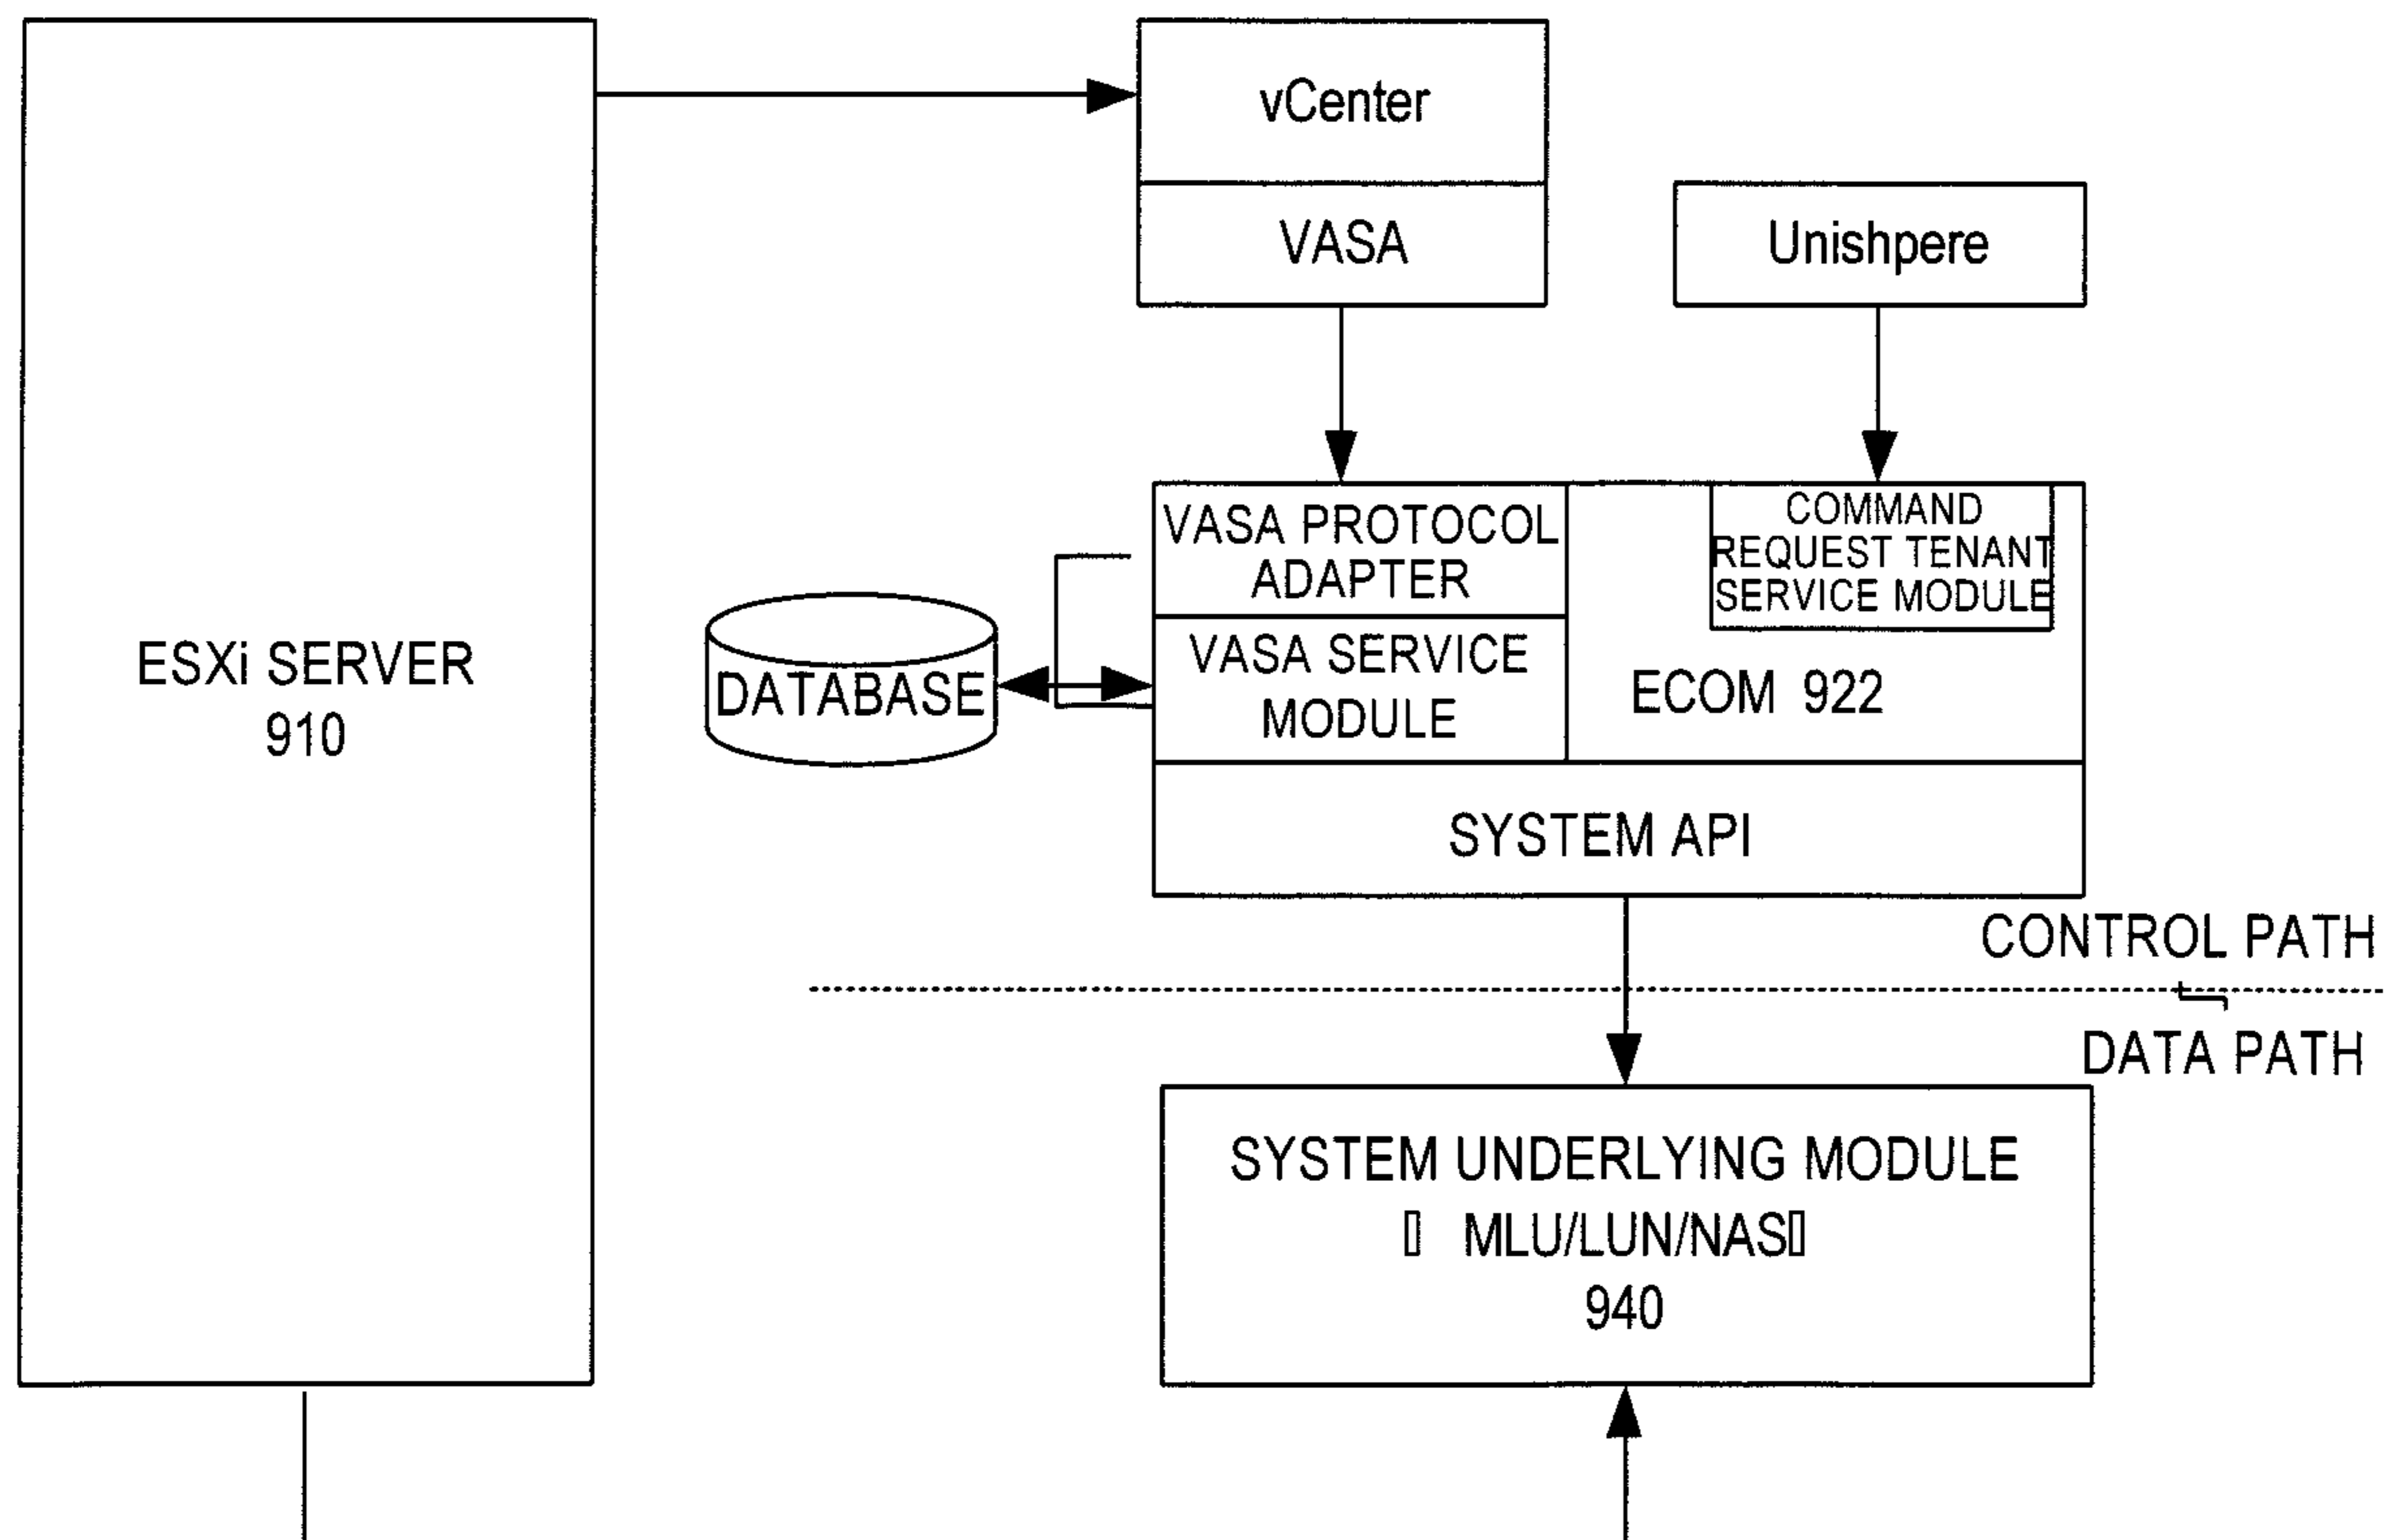 vCenter
VASA
Unishpere
VASA PROTOCOL
ADAPTER
COMMAND
REQUEST TENANT
SERVICE MODULE
ESXi SERVER
910
DATABASE
VASA SERVICE
MODULE
ECOM 922
SYSTEM API
CONTROL PATH
DATA PATH
SYSTEM UNDERLYING MODULE
▯ MLU/LUN/NAS▯
940